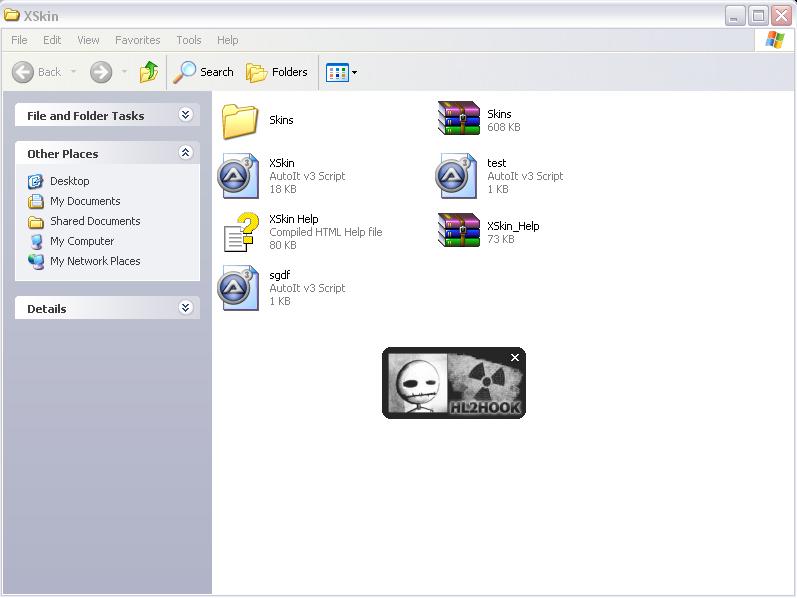 XSkin
File Edit View Favorites Tools Help
Back Search Folders
File and Folder Tasks
Other Places
Desktop
My Documents
Shared Documents
My Computer
My Network Places
Details
Skins
Skins
608 KB
XSkin
AutoIt v3 Script
18 KB
test
AutoIt v3 Script
1 KB
XSkin Help
Compiled HTML Help file
80 KB
XSkin_Help
73 KB
sgdf
AutoIt v3 Script
1 KB
HL2HOOK